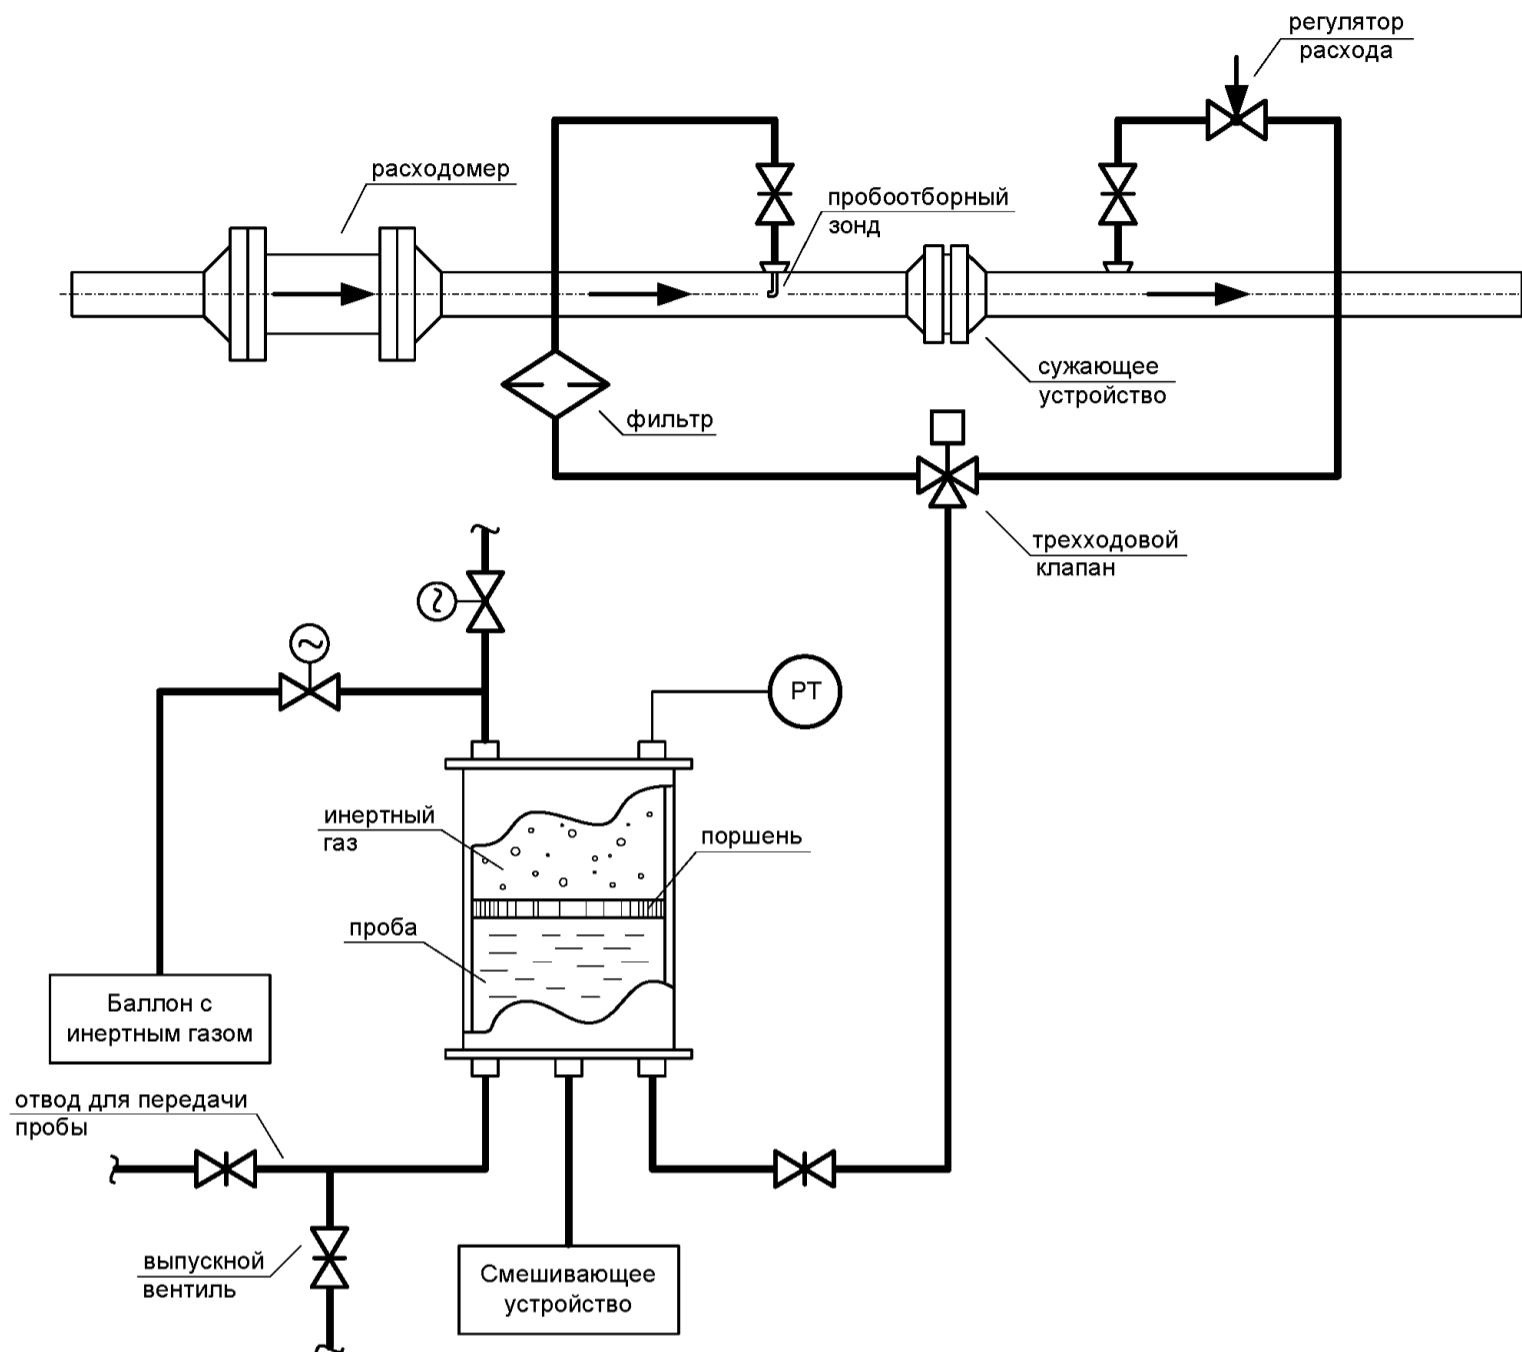 регулятор
расхода
расходомер
пробоотборный
зонд
сужающее
устройство
фильтр
трехходовой
клапан
PT
инертный
газ
поршень
проба
Баллон с
инертным газом
отвод для передачи
пробы
выпускной
вентиль
Смешивающее
устройство